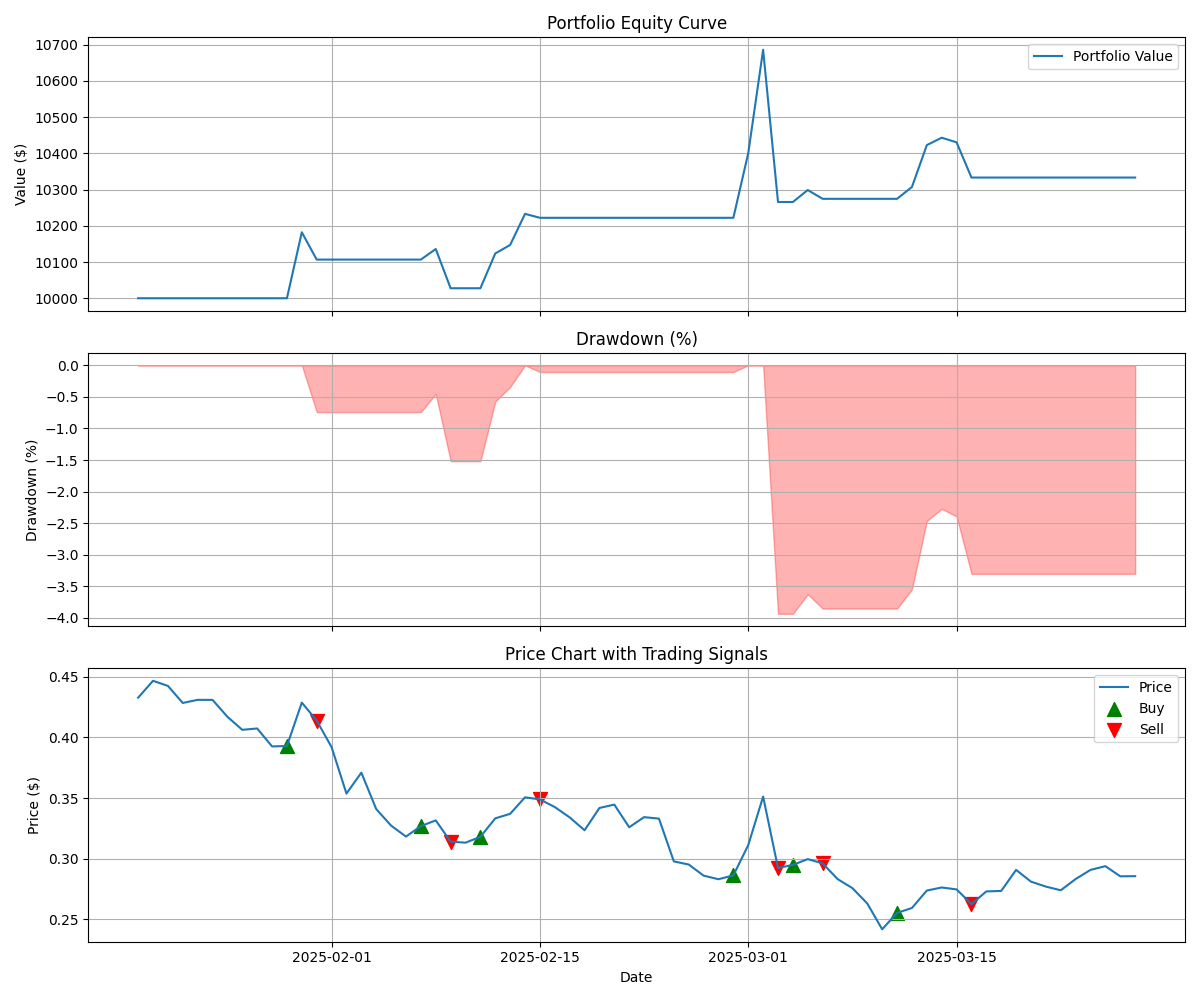 Portfolio Equity Curve
10700
10600
10500
10400
10300
10200
10100
10000
Value ($)
Portfolio Value
Drawdown (%)
0.0
−0.5
−1.0
−1.5
−2.0
−2.5
−3.0
−3.5
−4.0
Drawdown (%)
Price Chart with Trading Signals
0.45
0.40
0.35
0.30
0.25
Price ($)
Price
Buy
Sell
2025-02-01 2025-02-15 2025-03-01 2025-03-15
Date